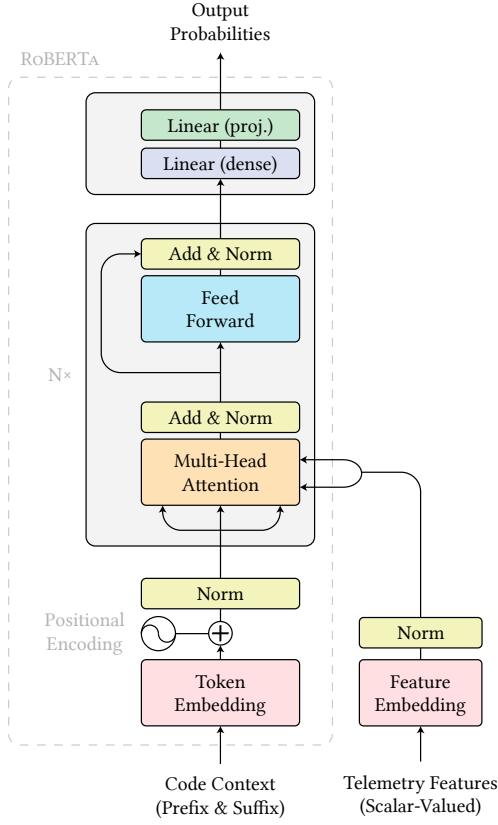 Output
Probabilities
RoBERTa
Linear (proj.)
Linear (dense)
Add & Norm
Feed
Forward
N×
Add & Norm
Multi-Head
Attention
Norm
Positional
Encoding
Norm
Token
Embedding
Feature
Embedding
Code Context
(Prefix & Suffix)
Telemetry Features
(Scalar-Valued)